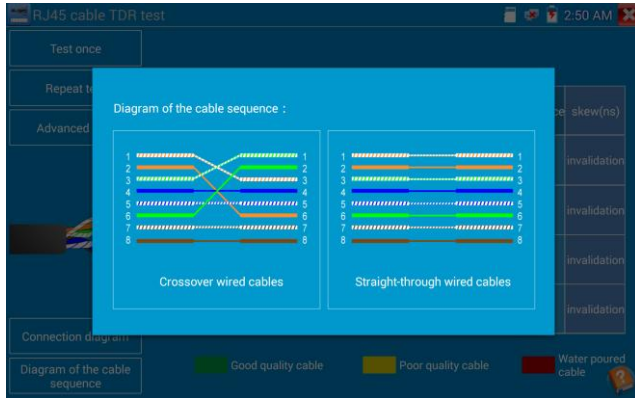 RJ45 cable TDR test
2:50 AM
Test once
Repeat te
Advanced
ce skew(ns)
invalidation
invalidation
invalidation
invalidation
Diagram of the cable sequence :
1 1
2 2
3 3
4 4
5 5
6 6
7 7
8 8
Crossover wired cables
1 1
2 2
3 3
4 4
5 5
6 6
7 7
8 8
Straight-through wired cables
Connection diagram
Diagram of the cable
sequence
Good quality cable
Poor quality cable
Water poured
cable